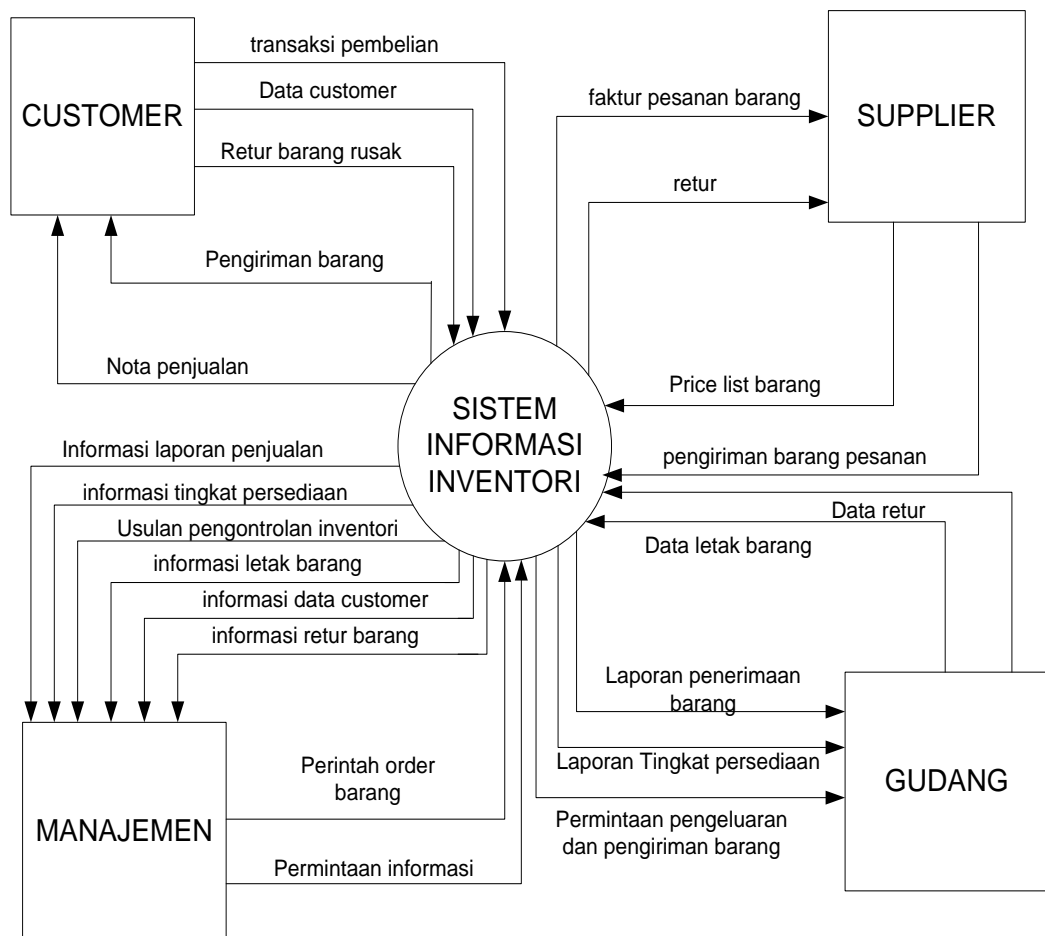 transaksi pembelian
Data customer
CUSTOMER
Retur barang rusak
Pengiriman barang
Nota penjualan
faktur pesanan barang
SUPPLIER
retur
Price list barang
pengiriman barang pesanan
SISTEM
INFORMASI
INVENTORI
Informasi laporan penjualan
informasi tingkat persediaan
Usulan pengontrolan inventori
informasi letak barang
informasi data customer
informasi retur barang
Data retur
Data letak barang
Laporan penerimaan
barang
Laporan Tingkat persediaan
GUDANG
Permintaan pengeluaran
dan pengiriman barang
Perintah order
barang
MANAJEMEN
Permintaan informasi